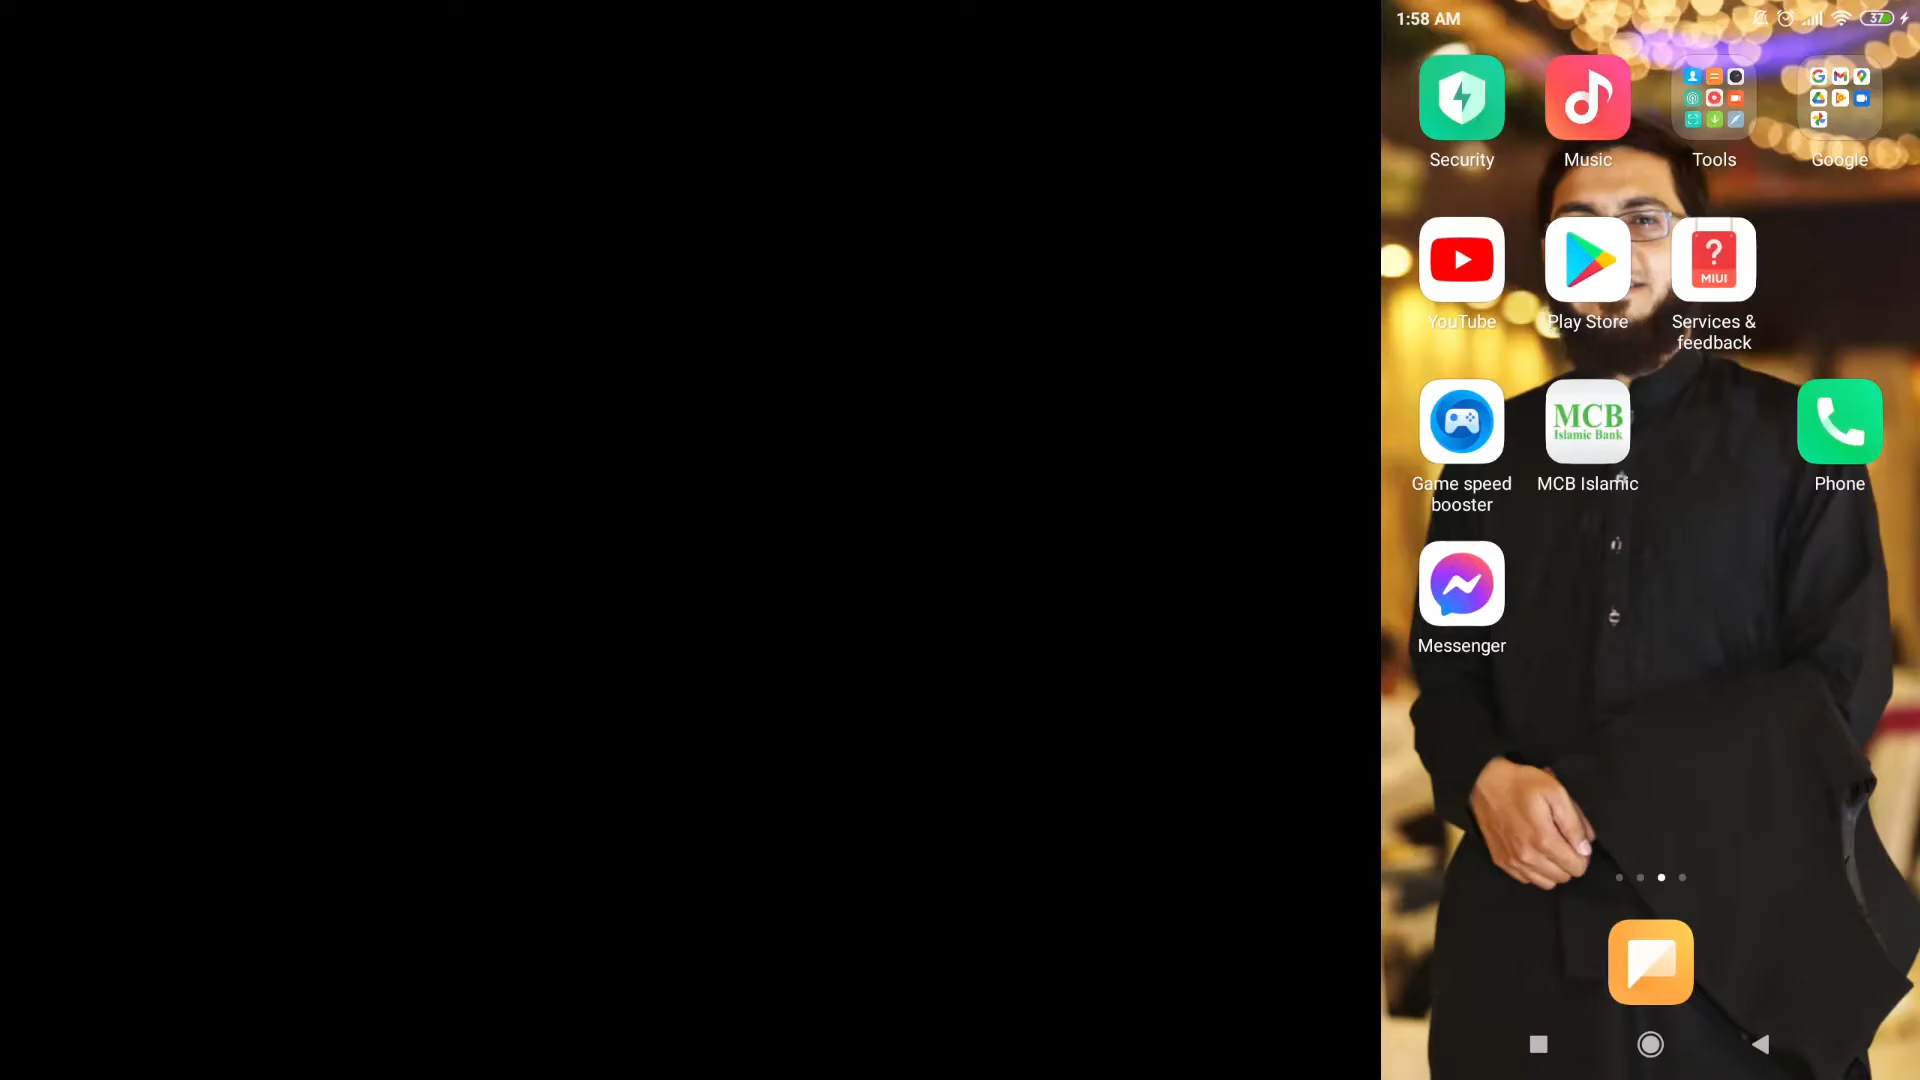 1:58 AM
37
Security
Music
Tools
Google
YouTube
Play Store
?
MIUI
Services &
feedback
MCB
Islamic Bank
Game speed
booster
MCB Islamic
Phone
Messenger